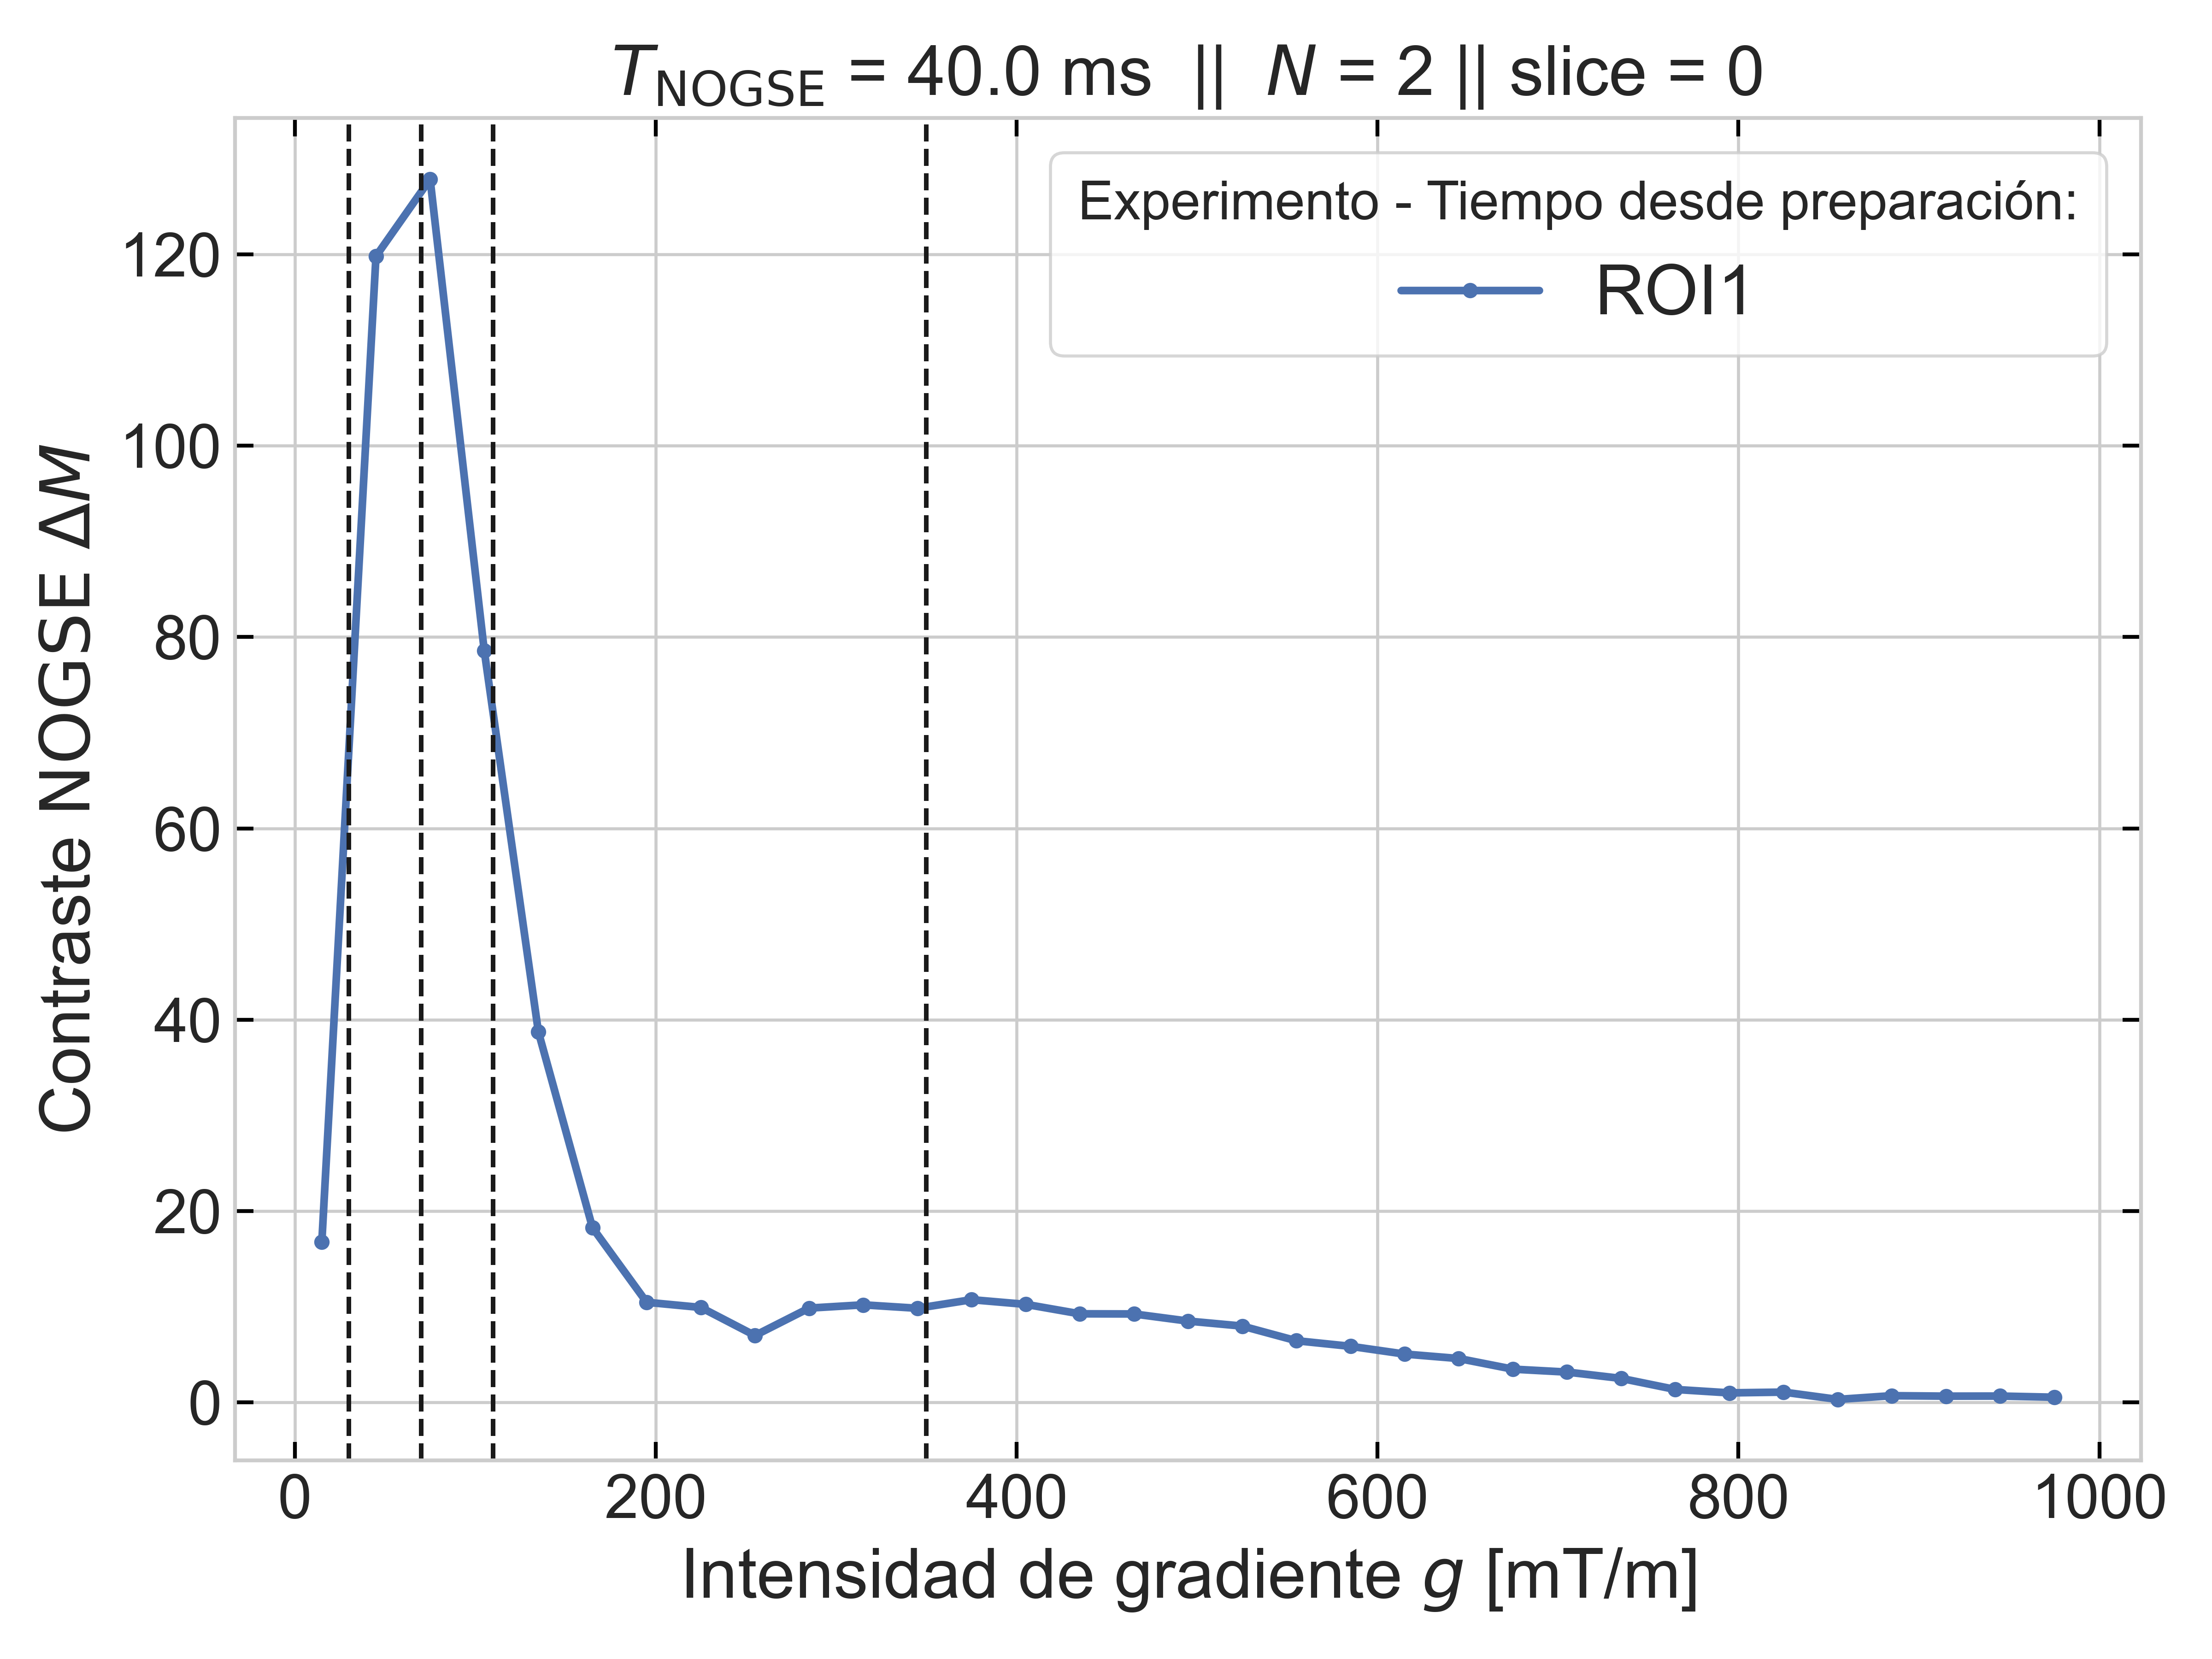 T_NOGSE = 40.0 ms || N = 2 || slice = 0
Experimento - Tiempo desde preparación:
ROI1
Contraste NOGSE ΔM
120
100
80
60
40
20
0
0 200 400 600 800 1000
Intensidad de gradiente g [mT/m]